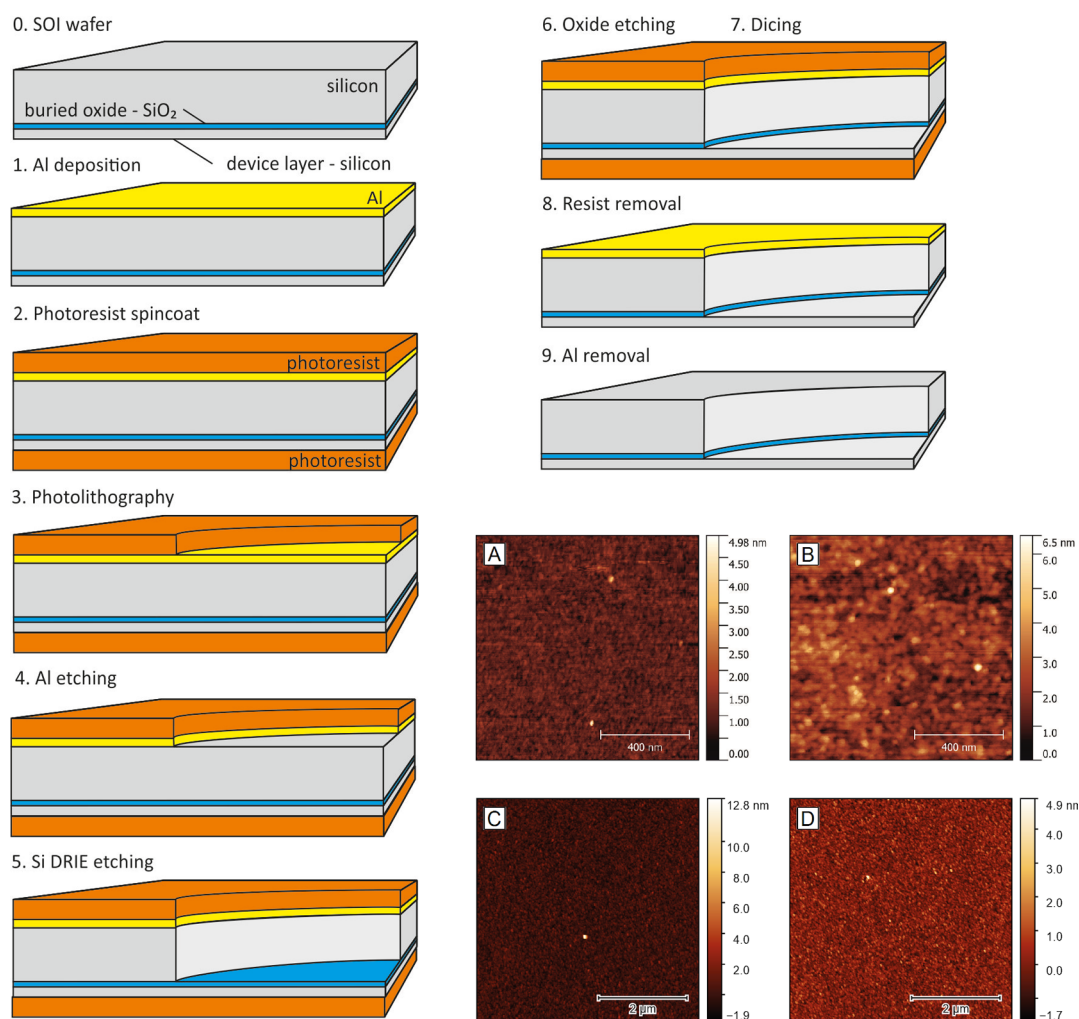 0. SOI wafer
silicon
buried oxide - SiO₂
device layer - silicon
1. Al deposition
Al
2. Photoresist spincoat
photoresist
photoresist
3. Photolithography
4. Al etching
5. Si DRIE etching
6. Oxide etching
7. Dicing
8. Resist removal
9. Al removal
A
400 nm
4.98 nm
4.50
4.00
3.50
3.00
2.50
2.00
1.50
1.00
0.00
B
400 nm
6.5 nm
6.0
5.0
4.0
3.0
2.0
1.0
0.0
C
2 µm
12.8 nm
10.0
8.0
6.0
4.0
2.0
−1.9
D
2 µm
4.9 nm
4.0
3.0
2.0
1.0
0.0
−1.7